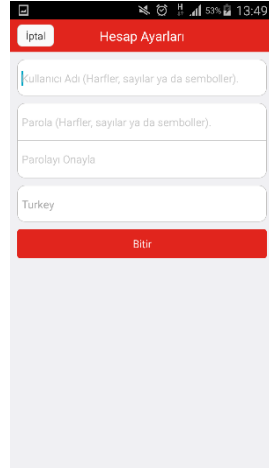 H 53% 13:49
İptal Hesap Ayarları
Kullanıcı Adı (Harfler, sayılar ya da semboller).
Parola (Harfler, sayılar ya da semboller).
Parolayı Onayla
Turkey
Bitir